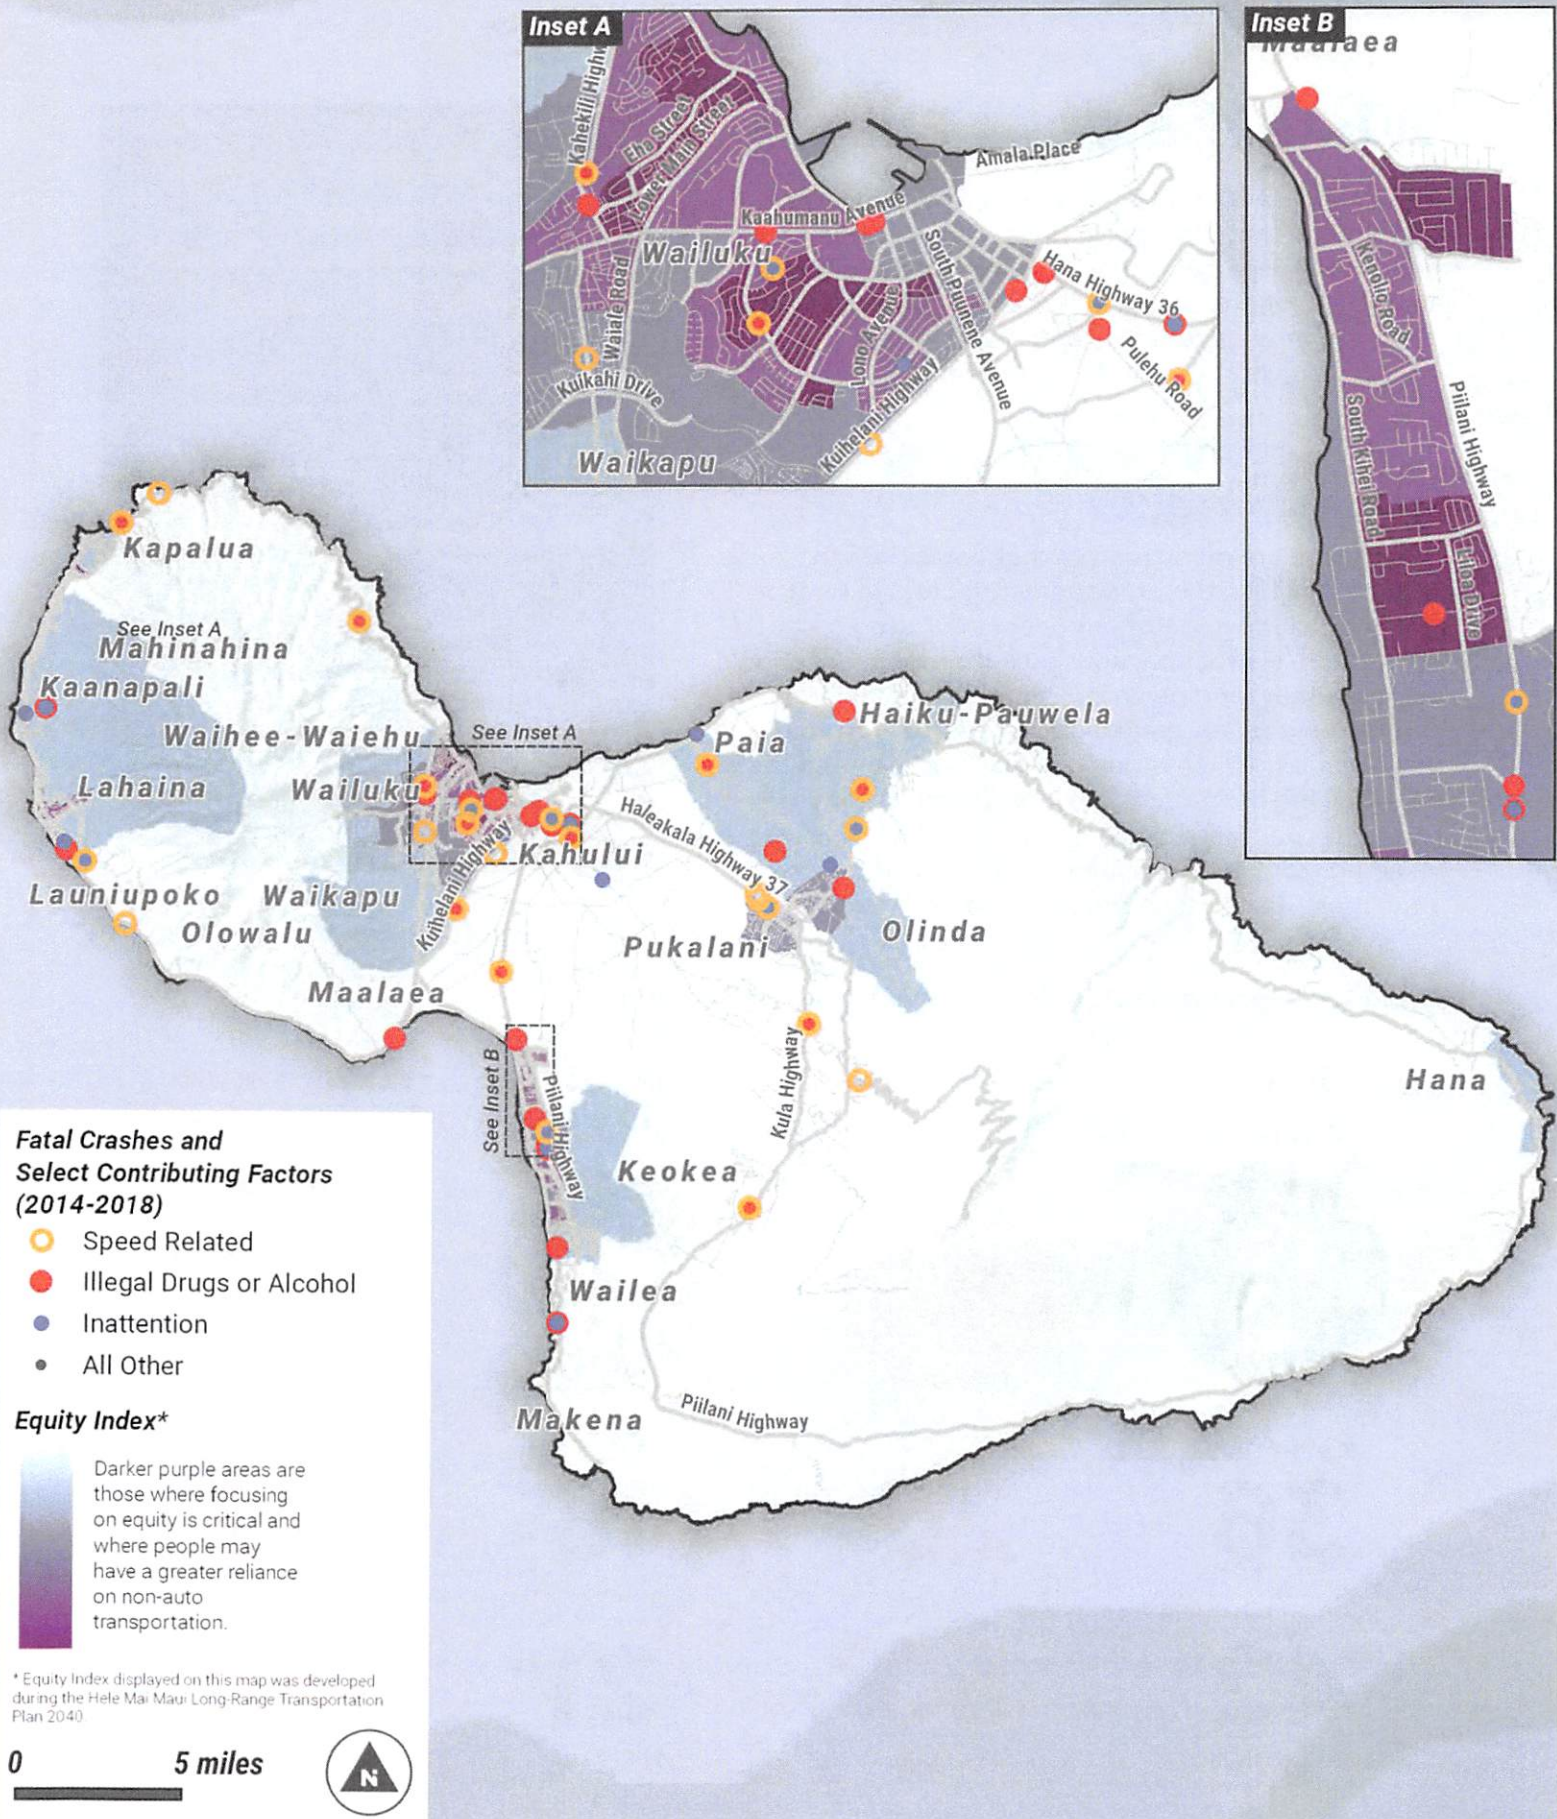 Inset A
Kahekili Highw
Eha Street
Lower Main Street
Amala Place
Kaahumanu Avenue
Wailuku
Hana Highway 36
South Puunene Avenue
Waiale Road
Lono Avenue
Pulehu Road
Kuikahi Drive
Kuihelani Highway
Waikapu
Inset B
Maalaea
Kenolio Road
Piilani Highway
South Kihei Road
Liloa Drive
Kapalua
See Inset A
Mahinahina
Kaanapali
Waihee-Waiehu
See Inset A
Haiku-Pauwela
Paia
Lahaina
Wailuku
Haleakala Highway 37
Kahului
Launiupoko
Waikapu
Kuihelani Highway
Olowalu
Pukalani
Olinda
Maalaea
See Inset B
Piilani Highway
Kula Highway
Hana
Keokea
Wailea
Makena
Piilani Highway
Fatal Crashes and
Select Contributing Factors
(2014-2018)
Speed Related
Illegal Drugs or Alcohol
Inattention
All Other
Equity Index*
Darker purple areas are
those where focusing
on equity is critical and
where people may
have a greater reliance
on non-auto
transportation.
* Equity Index displayed on this map was developed
during the Hele Mai Maui Long-Range Transportation
Plan 2040
0 5 miles
N